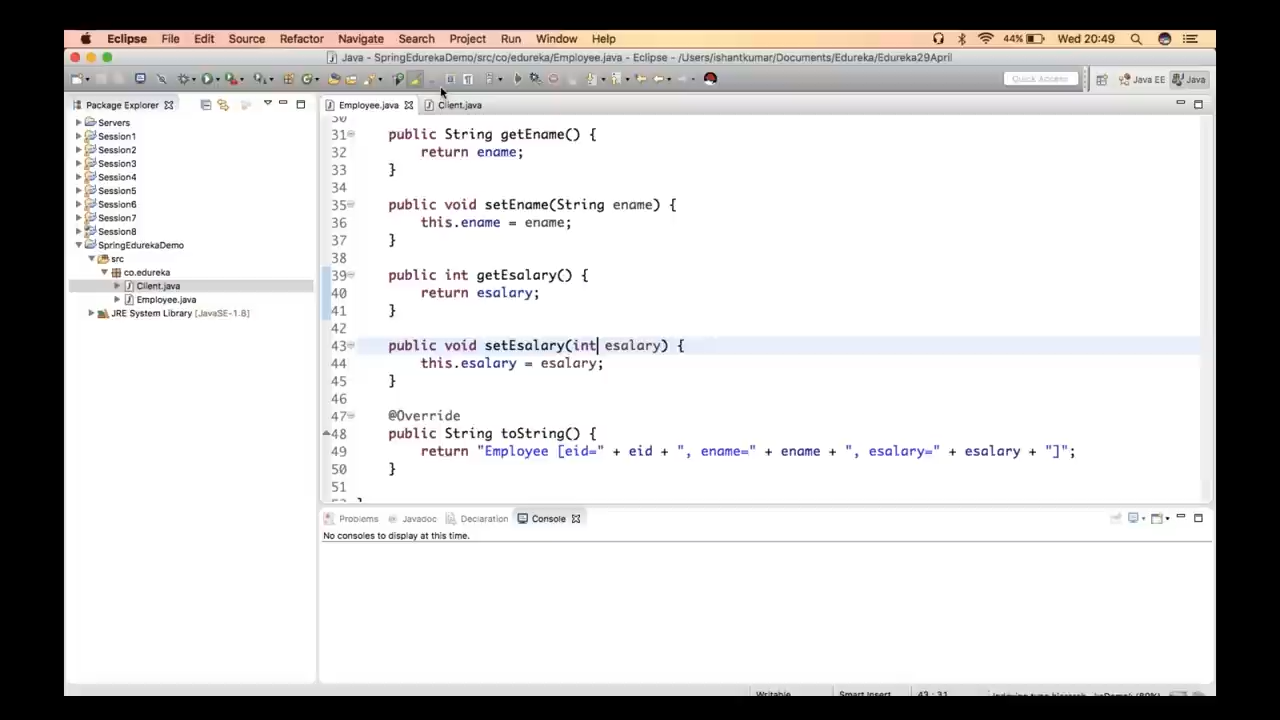 Eclipse File Edit Source Refactor Navigate Search Project Run Window Help 44% Wed 20:49
Java - SpringEdurekaDemo/src/co/edureka/Employee.java - Eclipse - /Users/ishantkumar/Documents/Edureka/Edureka29April
Quick Access Java EE Java
Package Explorer
Servers
Session1
Session2
Session3
Session4
Session5
Session6
Session7
Session8
SpringEdurekaDemo
src
co.edureka
Client.java
Employee.java
JRE System Library [JavaSE-1.8]
Employee.java Client.java
30
31 public String getEname() {
32 return ename;
33 }
34
35 public void setEname(String ename) {
36 this.ename = ename;
37 }
38
39 public int getEsalary() {
40 return esalary;
41 }
42
43 public void setEsalary(int esalary) {
44 this.esalary = esalary;
45 }
46
47 @Override
48 public String toString() {
49 return "Employee [eid=" + eid + ", ename=" + ename + ", esalary=" + esalary + "]";
50 }
51
Problems Javadoc Declaration Console
No consoles to display at this time.
Writable Smart Insert 43 : 31